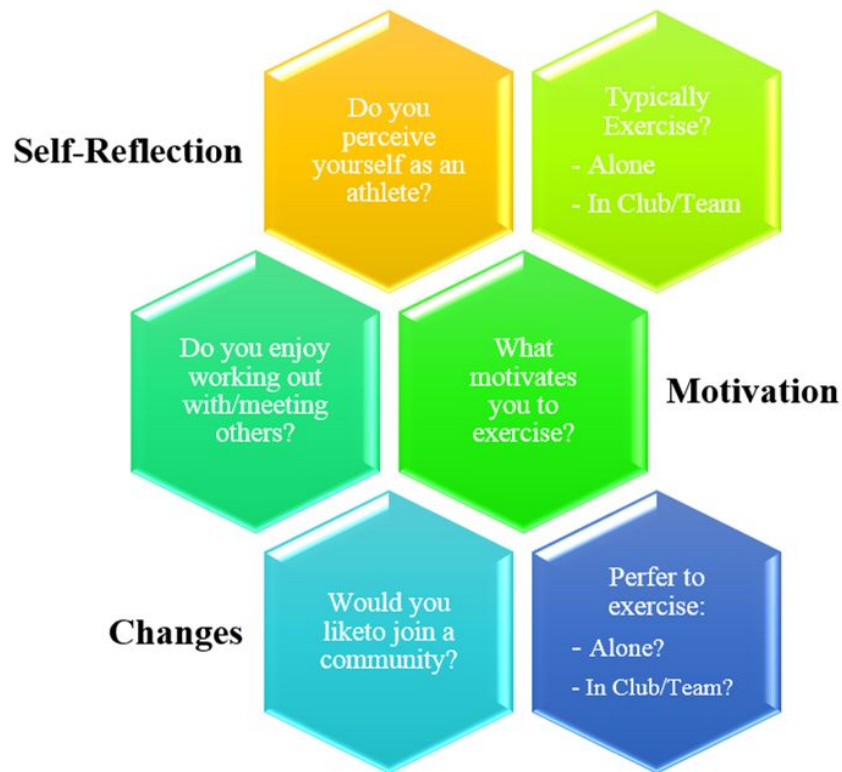 Self-Reflection
Do you
perceive
yourself as an
athlete?
Typically
Exercise?
- Alone
- In Club/Team
Do you enjoy
working out
with/meeting
others?
What
motivates
you to
exercise?
Motivation
Changes
Would you
liketo join a
community?
Perfer to
exercise:
- Alone?
- In Club/Team?